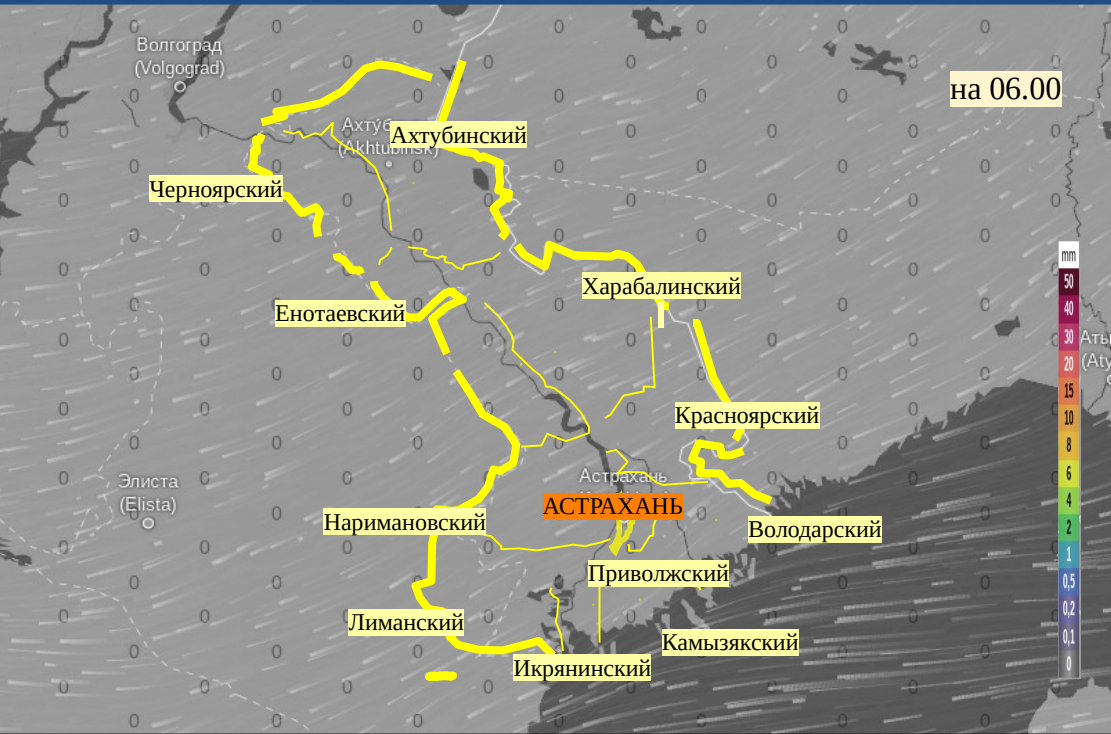 Волгоград
(Volgograd)
на 06.00
Ахтубинский
(Akhtubinsk)
Черноярский
Харабалинский
Енотаевский
mm
50
40
30
20
15
10
8
6
4
2
1
0,5
0,2
0,1
0
Красноярский
Элиста
(Elista)
Астрахань
АСТРАХАНЬ
Наримановский
Володарский
Приволжский
Лиманский
Камызякский
Икрянинский